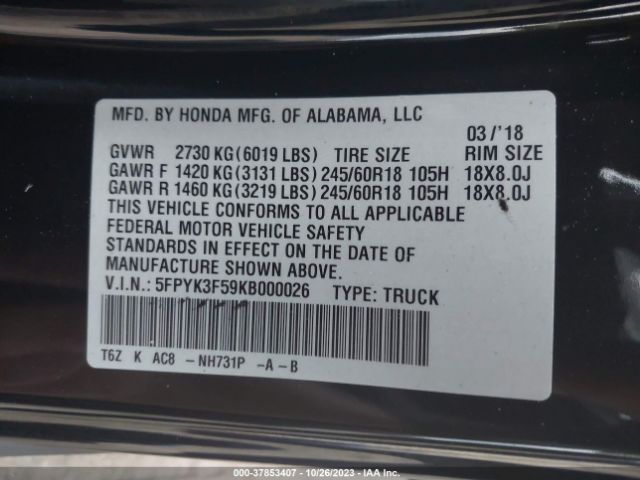 MFD. BY HONDA MFG. OF ALABAMA, LLC
03/'18
GVWR 2730 KG(6019 LBS) TIRE SIZE RIM SIZE
GAWR F 1420 KG(3131 LBS)245/60R18 105H 18X8.0J
GAWR R 1460 KG(3219 LBS)245/60R18 105H 18X8.0J
THIS VEHICLE CONFORMS TO ALL APPLICABLE
FEDERAL MOTOR VEHICLE SAFETY
STANDARDS IN EFFECT ON THE DATE OF
MANUFACTURE SHOWN ABOVE.
V.I.N.: 5FPYK3F59KB000026 TYPE: TRUCK
T6Z K AC8 -NH731P -A-B
000-37853407 - 10/26/2023 - IAA Inc.